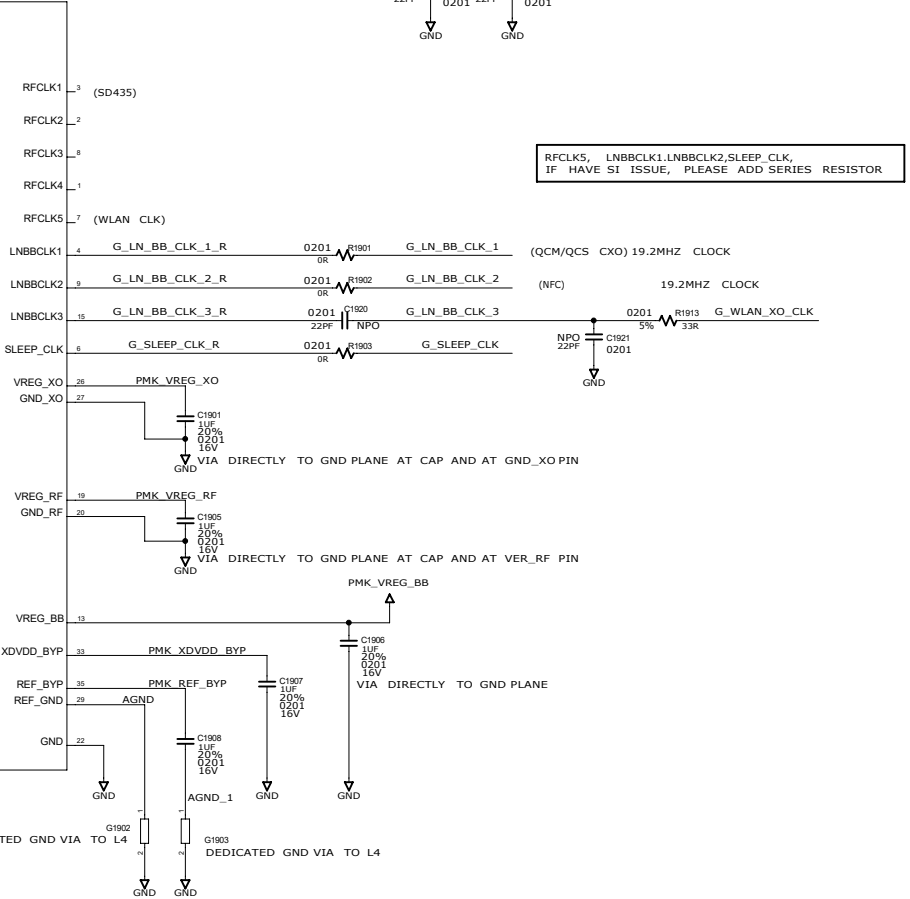 22PF 0201 22PF 0201
GND GND
RFCLK1 3 (SD435)
RFCLK2 2
RFCLK3 8
RFCLK4 1
RFCLK5 7 (WLAN CLK)
RFCLK5, LNBBCLK1.LNBBCLK2,SLEEP_CLK,
IF HAVE SI ISSUE, PLEASE ADD SERIES RESISTOR
LNBBCLK1 4 G_LN_BB_CLK_1_R 0201 R1901 0R G_LN_BB_CLK_1 (QCM/QCS CXO) 19.2MHZ CLOCK
LNBBCLK2 9 G_LN_BB_CLK_2_R 0201 R1902 0R G_LN_BB_CLK_2 (NFC) 19.2MHZ CLOCK
LNBBCLK3 15 G_LN_BB_CLK_3_R 0201 C1920 22PF NPO G_LN_BB_CLK_3 0201 R1913 5% 33R G_WLAN_XO_CLK
NPO C1921
22PF 0201
GND
SLEEP_CLK 6 G_SLEEP_CLK_R 0201 R1903 0R G_SLEEP_CLK
VREG_XO 26 PMK_VREG_XO
GND_XO 27
C1901
1UF
20%
0201
16V
GND
VIA DIRECTLY TO GND PLANE AT CAP AND AT GND_XO PIN
VREG_RF 19 PMK_VREG_RF
GND_RF 20
C1905
1UF
20%
0201
16V
GND
VIA DIRECTLY TO GND PLANE AT CAP AND AT VER_RF PIN
PMK_VREG_BB
VREG_BB 13
C1906
1UF
20%
0201
16V
VIA DIRECTLY TO GND PLANE
XDVDD_BYP 33 PMK_XDVDD_BYP
C1907
1UF
20%
0201
16V
REF_BYP 35 PMK_REF_BYP
REF_GND 29 AGND
C1908
1UF
20%
0201
16V
GND 22
GND GND GND
AGND_1
1 1
G1902 G1903
2 2
TED GND VIA TO L4
DEDICATED GND VIA TO L4
GND GND